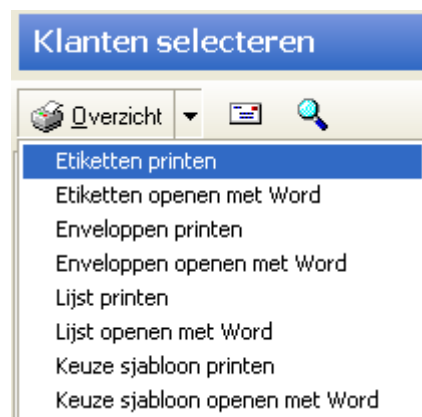 Klanten selecteren
Overzicht
Etiketten printen
Etiketten openen met Word
Enveloppen printen
Enveloppen openen met Word
Lijst printen
Lijst openen met Word
Keuze sjabloon printen
Keuze sjabloon openen met Word